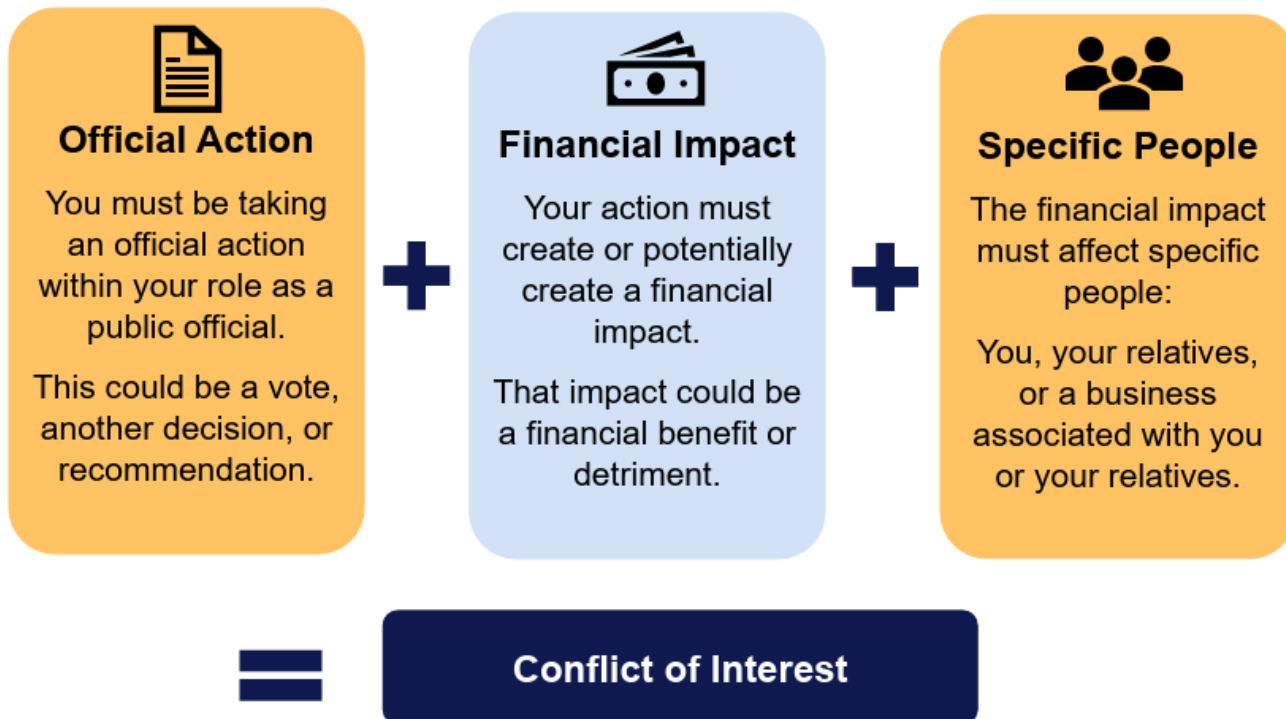 Official Action
You must be taking
an official action
within your role as a
public official.
This could be a vote,
another decision, or
recommendation.
Financial Impact
Your action must
create or potentially
create a financial
impact.
That impact could be
a financial benefit or
detriment.
Specific People
The financial impact
must affect specific
people:
You, your relatives,
or a business
associated with you
or your relatives.
Conflict of Interest